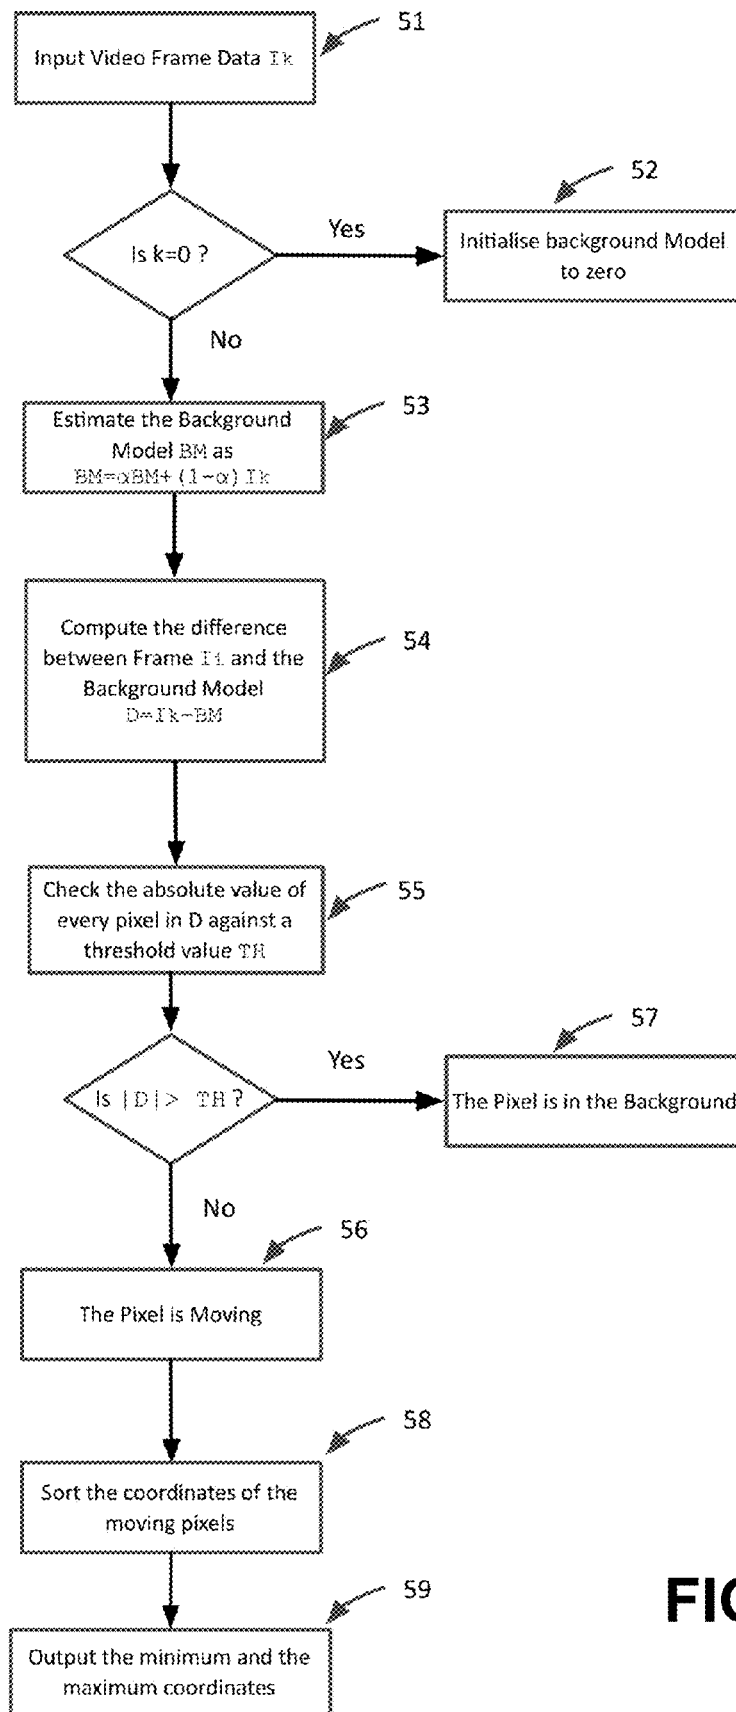 51
Input Video Frame Data Ik
52
Is k=0 ?
Yes
Initialise background Model
to zero
No
53
Estimate the Background
Model BM as
BM=αBM+(1-α)Ik
54
Compute the difference
between Frame Ii and the
Background Model
D=Ik-BM
55
Check the absolute value of
every pixel in D against a
threshold value TH
57
Is |D|> TH ?
Yes
The Pixel is in the Background
No
56
The Pixel is Moving
58
Sort the coordinates of the
moving pixels
59
Output the minimum and the
maximum coordinates